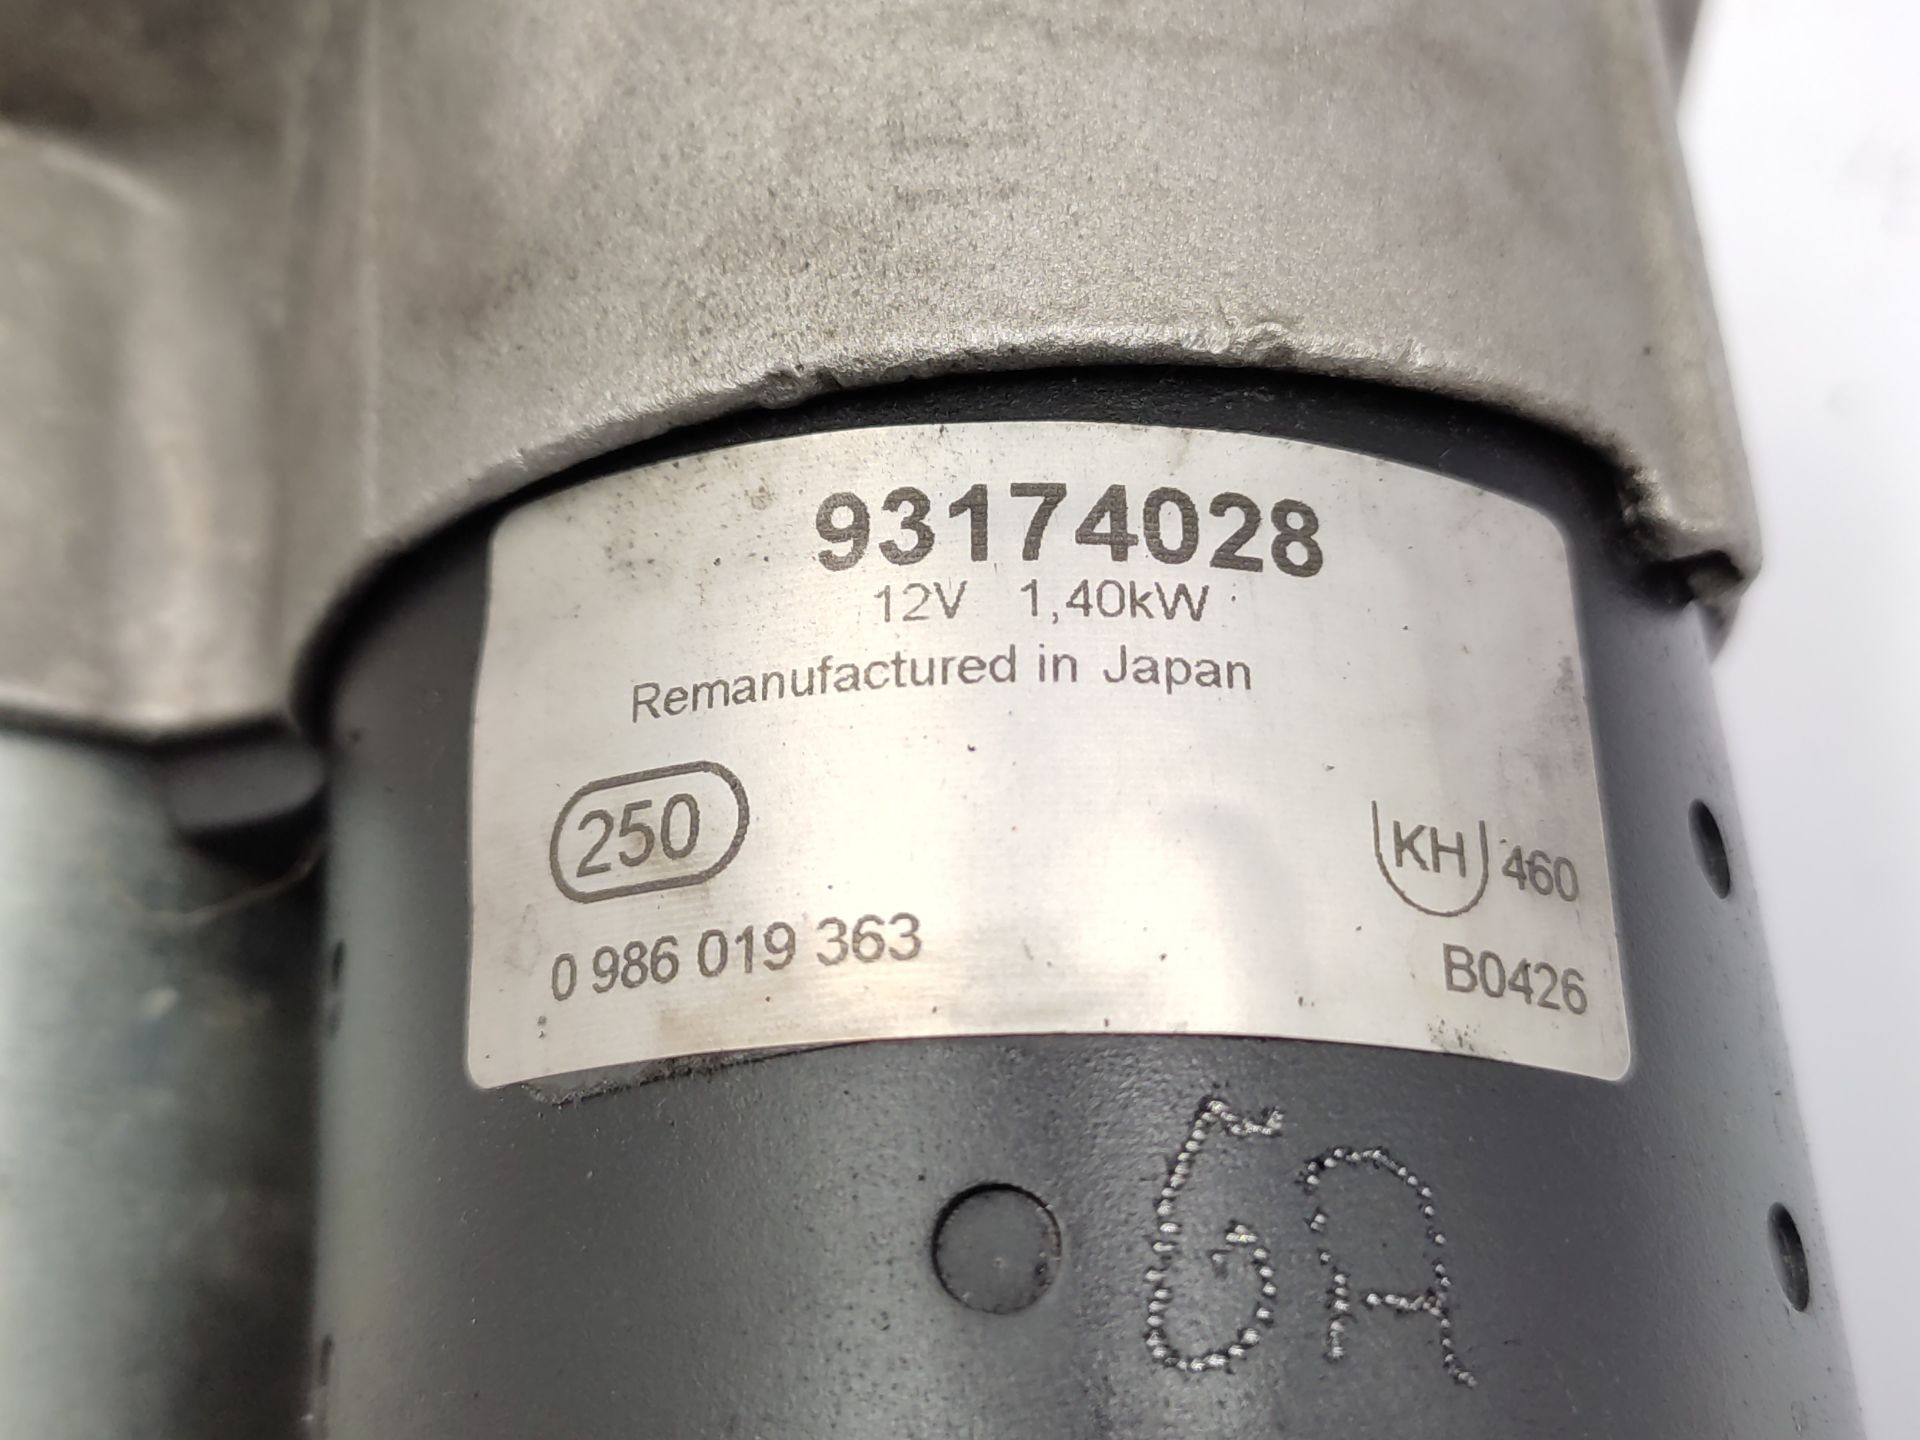 93174028
12V 1,40kW
Remanufactured in Japan
250
KH 460
0 986 019 363
B0426
6A